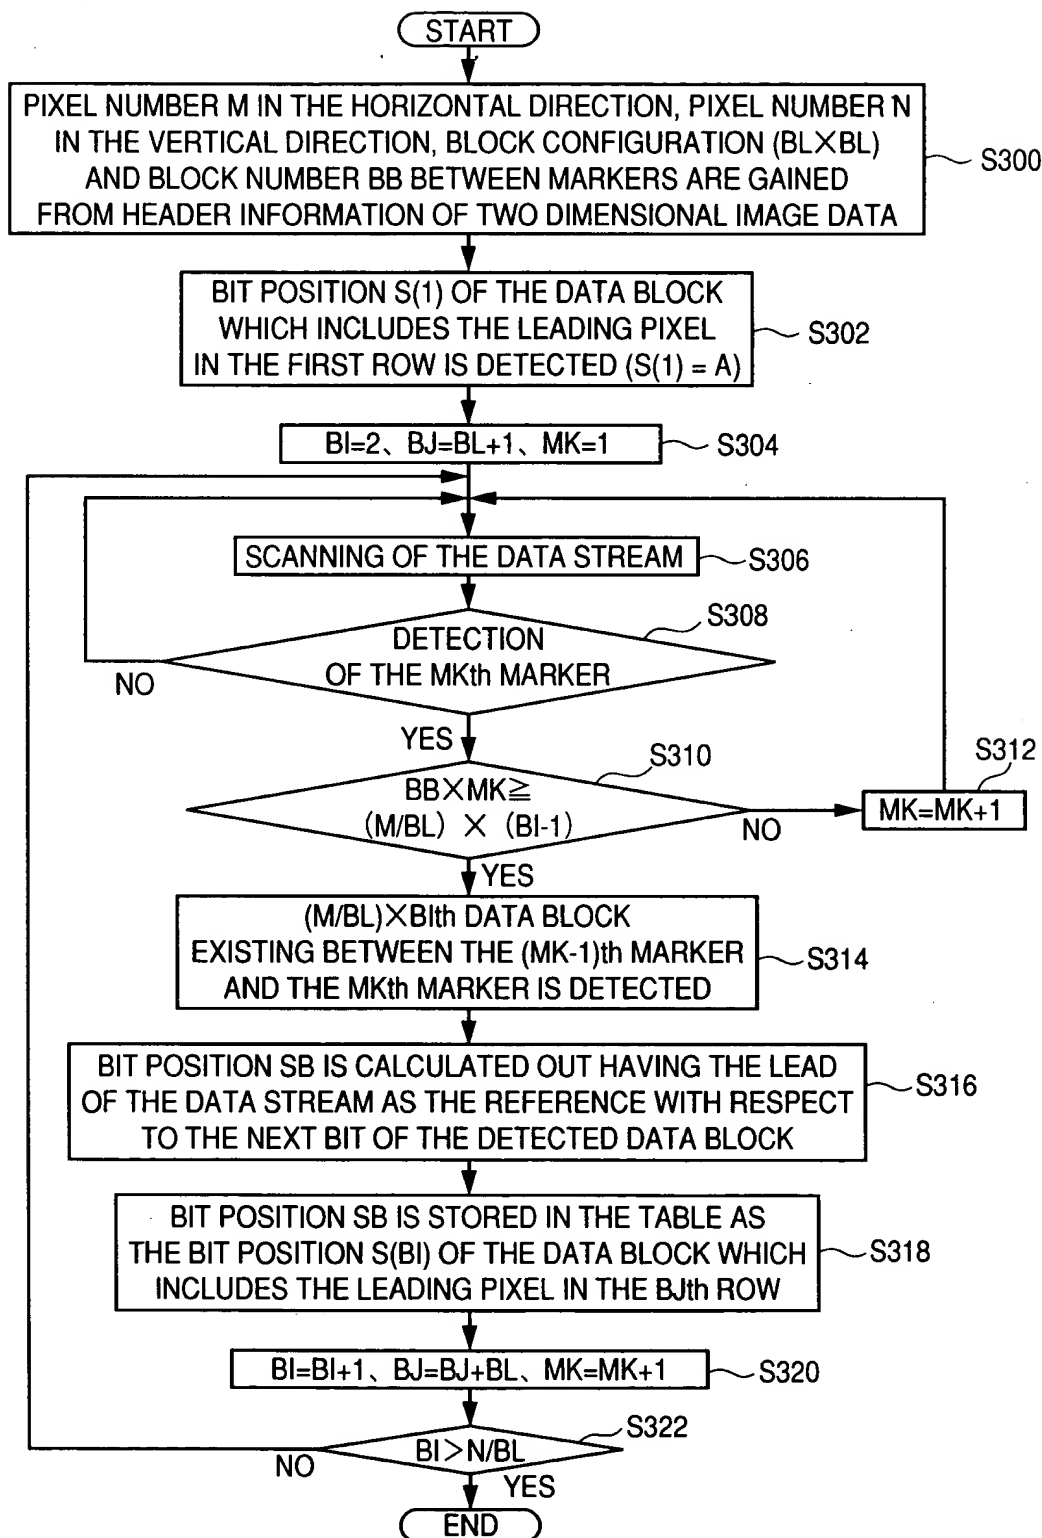 START
PIXEL NUMBER M IN THE HORIZONTAL DIRECTION, PIXEL NUMBER N
IN THE VERTICAL DIRECTION, BLOCK CONFIGURATION (BL×BL)
AND BLOCK NUMBER BB BETWEEN MARKERS ARE GAINED
FROM HEADER INFORMATION OF TWO DIMENSIONAL IMAGE DATA
S300
BIT POSITION S(1) OF THE DATA BLOCK
WHICH INCLUDES THE LEADING PIXEL
IN THE FIRST ROW IS DETECTED (S(1) = A)
S302
BI=2、BJ=BL+1、MK=1
S304
SCANNING OF THE DATA STREAM
S306
DETECTION
OF THE MKth MARKER
S308
NO
YES
BB×MK≧
(M/BL) × (BI-1)
S310
NO
MK=MK+1
S312
YES
(M/BL)×BIth DATA BLOCK
EXISTING BETWEEN THE (MK-1)th MARKER
AND THE MKth MARKER IS DETECTED
S314
BIT POSITION SB IS CALCULATED OUT HAVING THE LEAD
OF THE DATA STREAM AS THE REFERENCE WITH RESPECT
TO THE NEXT BIT OF THE DETECTED DATA BLOCK
S316
BIT POSITION SB IS STORED IN THE TABLE AS
THE BIT POSITION S(BI) OF THE DATA BLOCK WHICH
INCLUDES THE LEADING PIXEL IN THE BJth ROW
S318
BI=BI+1、BJ=BJ+BL、MK=MK+1
S320
BI>N/BL
S322
NO
YES
END